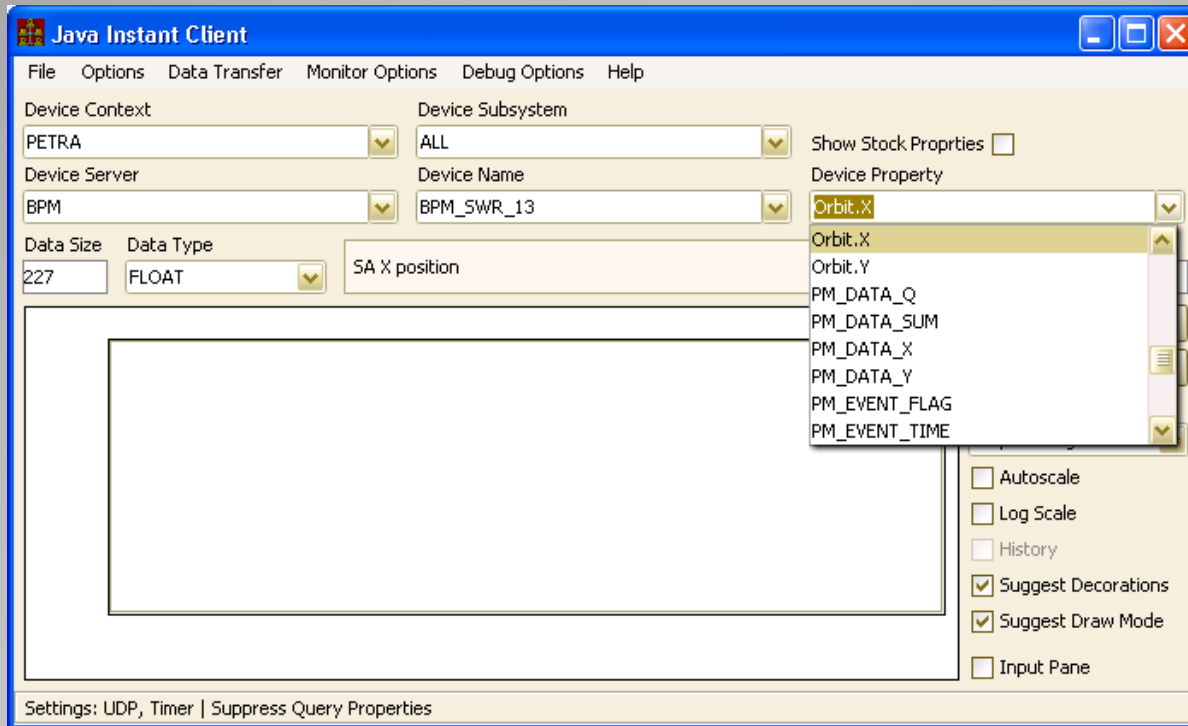 Java Instant Client
File Options Data Transfer Monitor Options Debug Options Help
Device Context
Device Subsystem
PETRA
ALL
Show Stock Proprties
Device Server
Device Name
Device Property
BPM
BPM_SWR_13
Orbit.X
Data Size
Data Type
227
FLOAT
SA X position
Orbit.X
Orbit.Y
PM_DATA_Q
PM_DATA_SUM
PM_DATA_X
PM_DATA_Y
PM_EVENT_FLAG
PM_EVENT_TIME
Autoscale
Log Scale
History
Suggest Decorations
Suggest Draw Mode
Input Pane
Settings: UDP, Timer | Suppress Query Properties